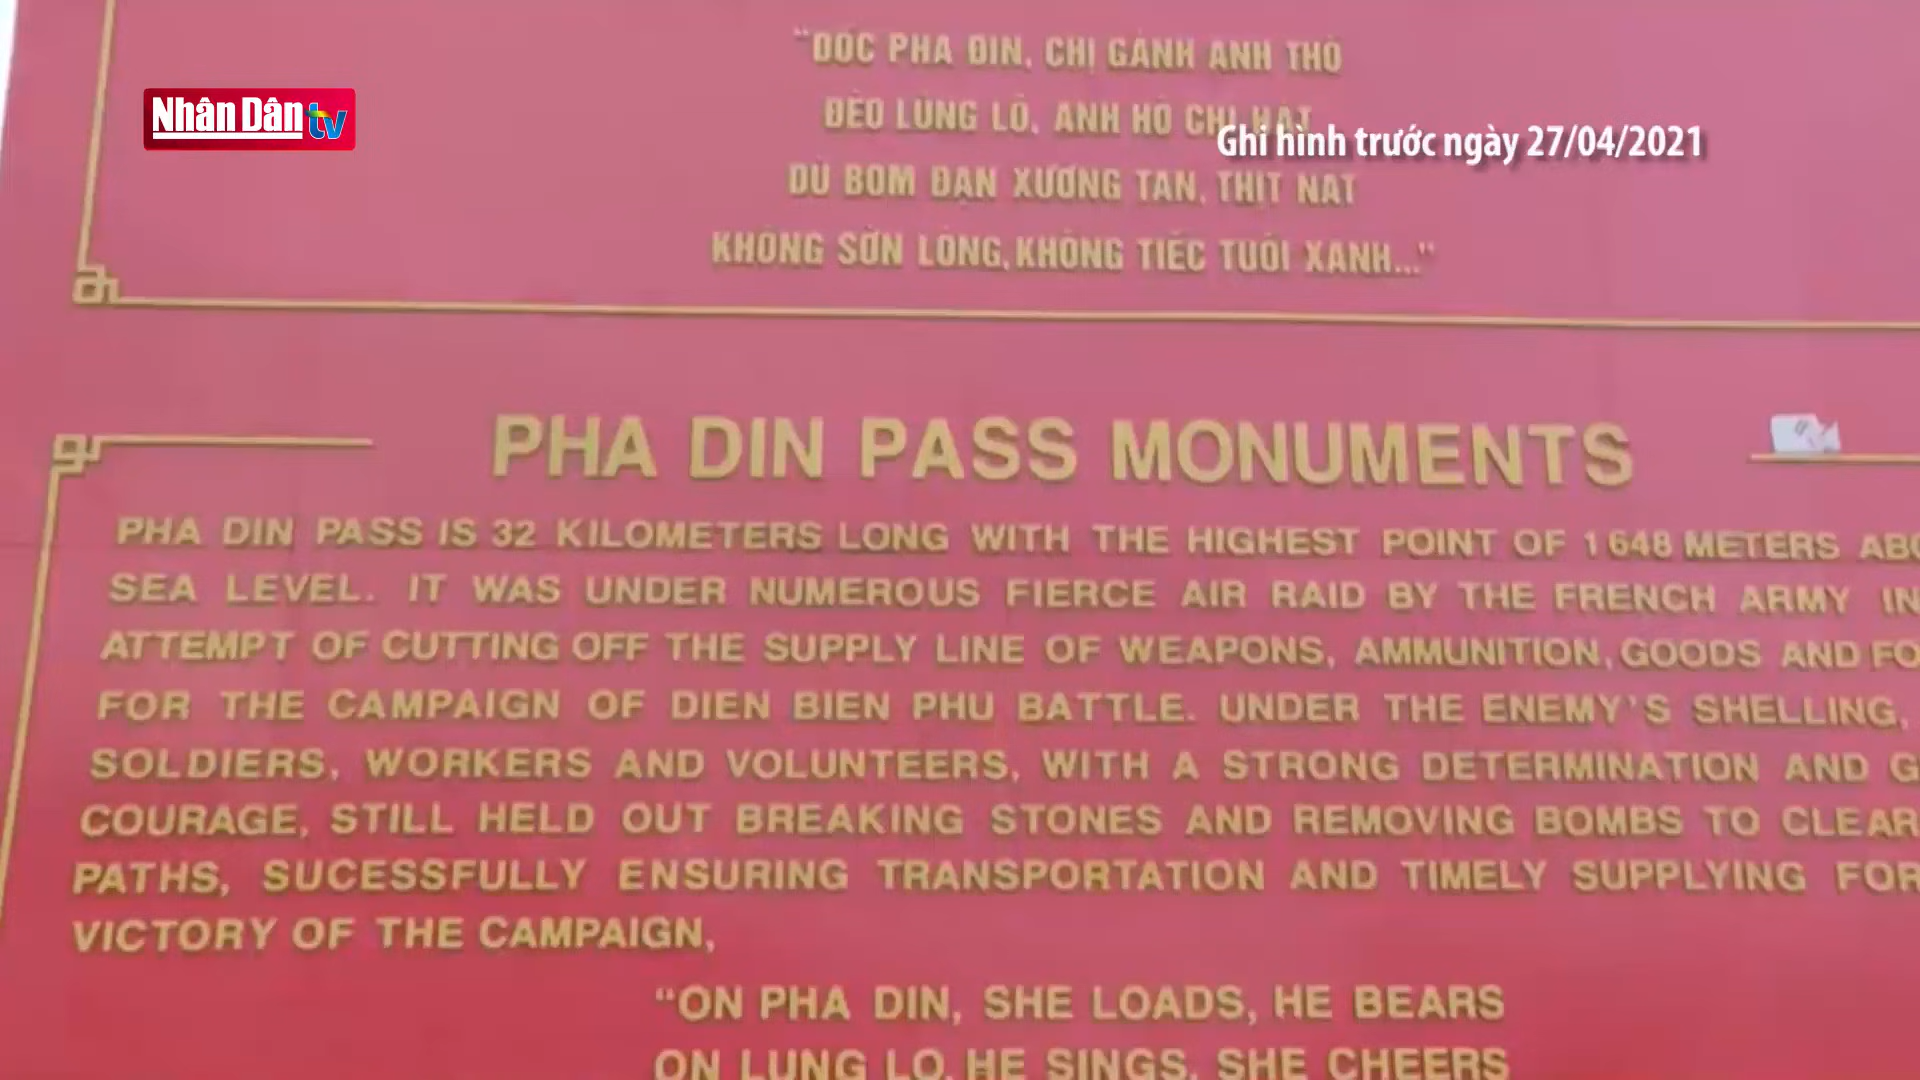 "DỐC PHA ĐIN, CHỊ GÁNH ANH THỒ
Nhân Dân tv
ĐÈO LŨNG LÔ, ANH HÒ CHỊ HÁT
Ghi hình trước ngày 27/04/2021
DÙ BOM ĐẠN XƯƠNG TAN, THỊT NÁT
KHÔNG SỜN LÒNG, KHÔNG TIẾC TUỔI XANH..."
PHA DIN PASS MONUMENTS
PHA DIN PASS IS 32 KILOMETERS LONG WITH THE HIGHEST POINT OF 1648 METERS
SEA LEVEL. IT WAS UNDER NUMEROUS FIERCE AIR RAID BY THE FRENCH ARMY IN
ATTEMPT OF CUTTING OFF THE SUPPLY LINE OF WEAPONS, AMMUNITION, GOODS AND
FOR THE CAMPAIGN OF DIEN BIEN PHU BATTLE. UNDER THE ENEMY'S SHELLING,
SOLDIERS, WORKERS AND VOLUNTEERS, WITH A STRONG DETERMINATION AND
COURAGE, STILL HELD OUT BREAKING STONES AND REMOVING BOMBS TO CLEAR
PATHS, SUCESSFULLY ENSURING TRANSPORTATION AND TIMELY SUPPLYING FOR
VICTORY OF THE CAMPAIGN,
"ON PHA DIN, SHE LOADS, HE BEARS
ON LUNG LO, HE SINGS, SHE CHEERS